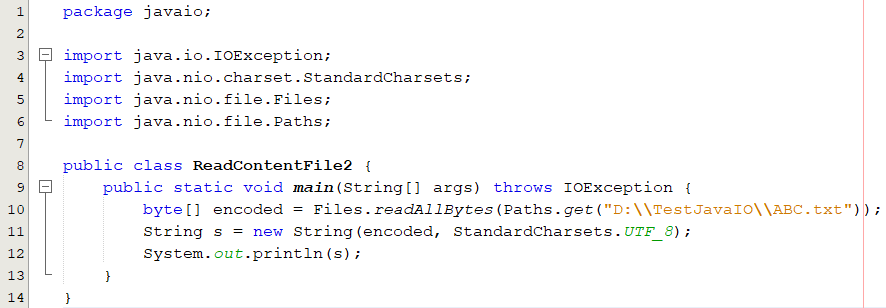 1 package javaio;
2
3 import java.io.IOException;
4 import java.nio.charset.StandardCharsets;
5 import java.nio.file.Files;
6 import java.nio.file.Paths;
7
8 public class ReadContentFile2 {
9 public static void main(String[] args) throws IOException {
10 byte[] encoded = Files.readAllBytes(Paths.get("D:\\TestJavaIO\\ABC.txt"));
11 String s = new String(encoded, StandardCharsets.UTF_8);
12 System.out.println(s);
13 }
14 }